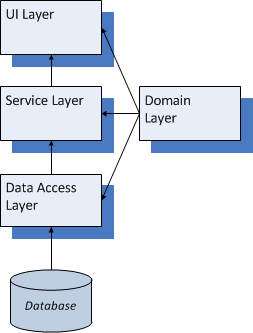 UI Layer
Service Layer
Domain
Layer
Data Access
Layer
Database